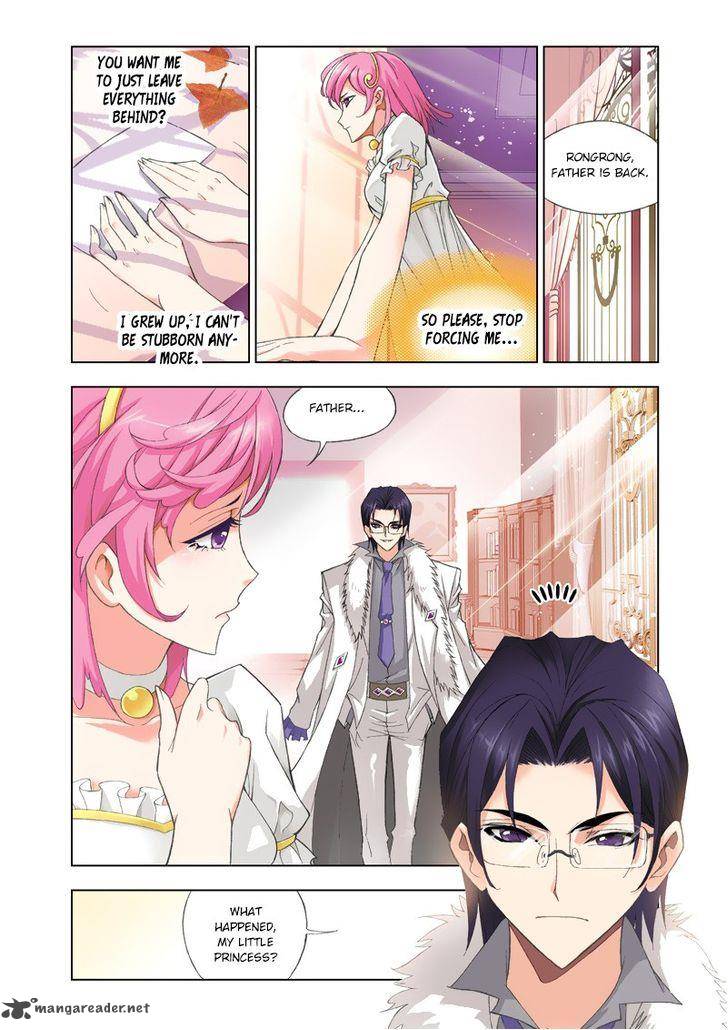 YOU WANT ME
TO JUST LEAVE
EVERYTHING
BEHIND?
I GREW UP, I CAN'T
BE STUBBORN ANY-
MORE.
SO PLEASE, STOP
FORCING ME...
RONGRONG,
FATHER IS BACK.
FATHER...
WHAT
HAPPENED,
MY LITTLE
PRINCESS?
mangareader.net